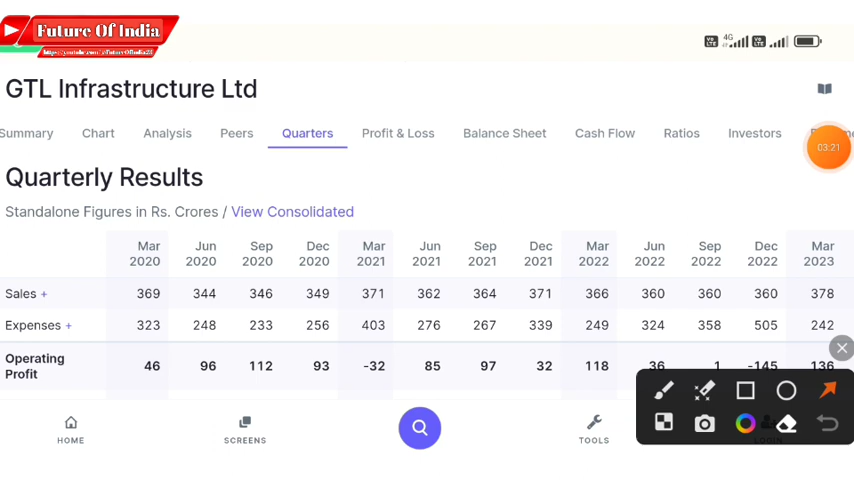 Future Of India
4G
GTL Infrastructure Ltd
Summary Chart Analysis Peers Quarters Profit & Loss Balance Sheet Cash Flow Ratios Investors
03:21
Quarterly Results
Standalone Figures in Rs. Crores / View Consolidated
Mar 2020 Jun 2020 Sep 2020 Dec 2020 Mar 2021 Jun 2021 Sep 2021 Dec 2021 Mar 2022 Jun 2022 Sep 2022 Dec 2022 Mar 2023
Sales + 369 344 346 349 371 362 364 371 366 360 360 360 378
Expenses + 323 248 233 256 403 276 267 339 249 324 358 505 242
Operating Profit 46 96 112 93 -32 85 97 32 118 36 1 -145 136
HOME SCREENS TOOLS LOGIN